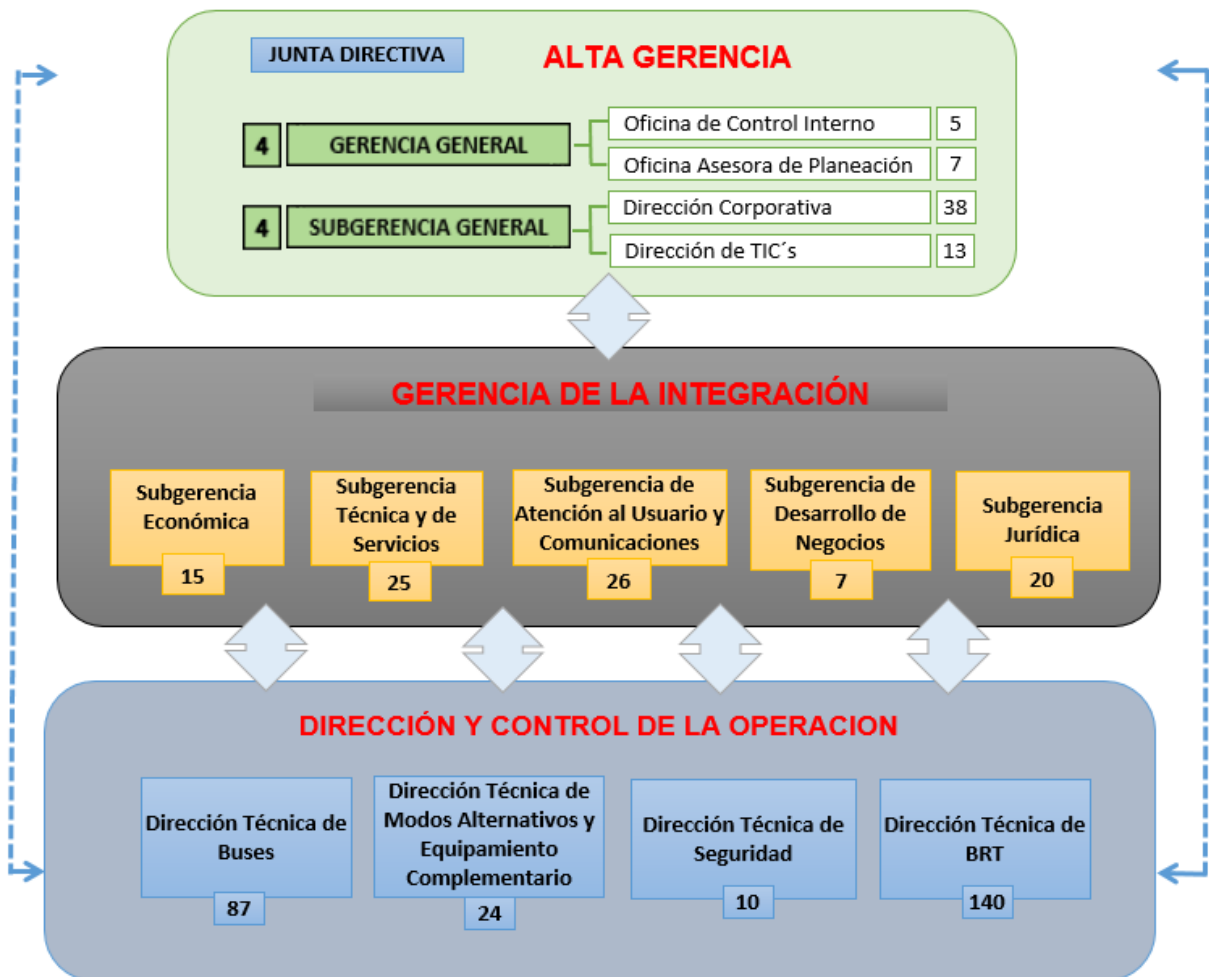 JUNTA DIRECTIVA
ALTA GERENCIA
4
GERENCIA GENERAL
Oficina de Control Interno
5
Oficina Asesora de Planeación
7
4
SUBGERENCIA GENERAL
Dirección Corporativa
38
Dirección de TIC´s
13
GERENCIA DE LA INTEGRACIÓN
Subgerencia
Económica
15
Subgerencia
Técnica y de
Servicios
25
Subgerencia de
Atención al Usuario y
Comunicaciones
26
Subgerencia de
Desarrollo de
Negocios
7
Subgerencia
Jurídica
20
DIRECCIÓN Y CONTROL DE LA OPERACION
Dirección Técnica de
Buses
87
Dirección Técnica de
Modos Alternativos y
Equipamiento
Complementario
24
Dirección Técnica de
Seguridad
10
Dirección Técnica de
BRT
140